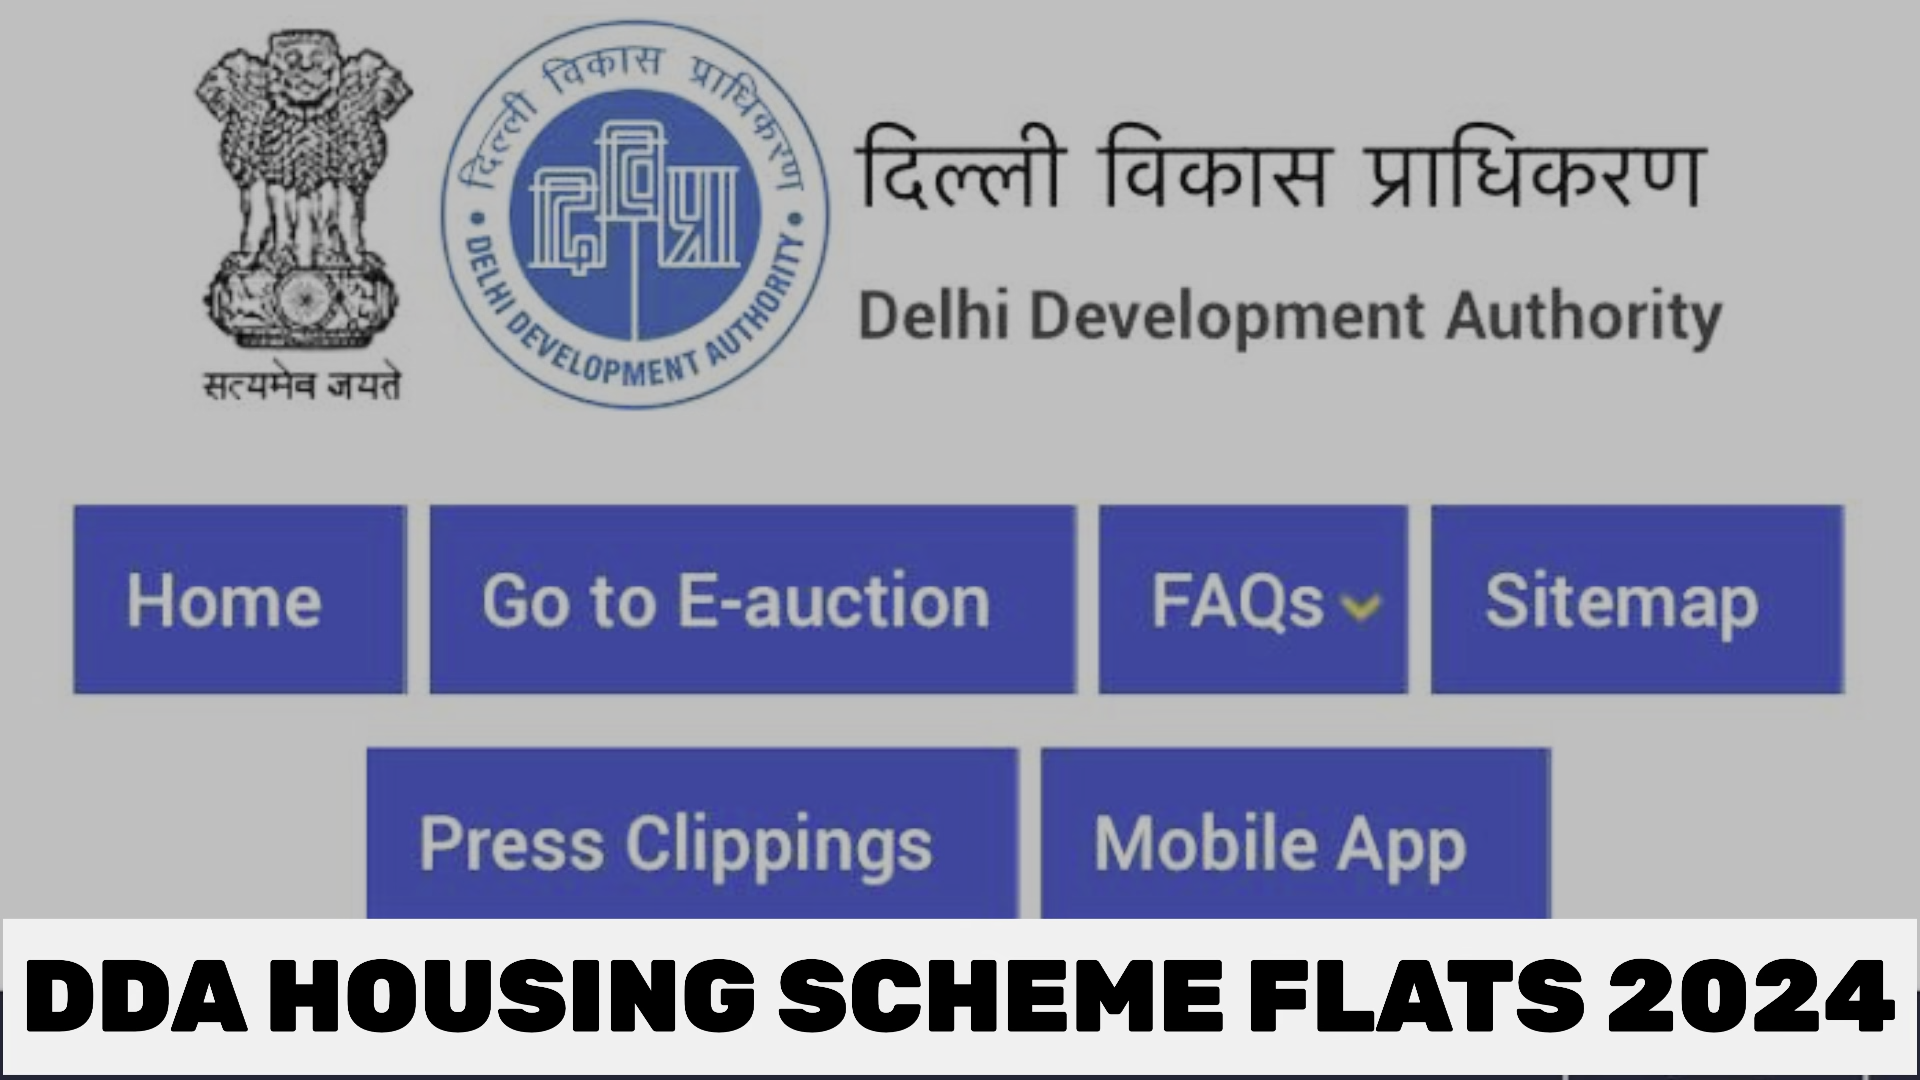 सत्यमेव जयते
दिल्ली विकास प्राधिकरण
दविप्रा
DELHI DEVELOPMENT AUTHORITY
दिल्ली विकास प्राधिकरण
Delhi Development Authority
Home
Go to E-auction
FAQs
Sitemap
Press Clippings
Mobile App
DDA HOUSING SCHEME FLATS 2024